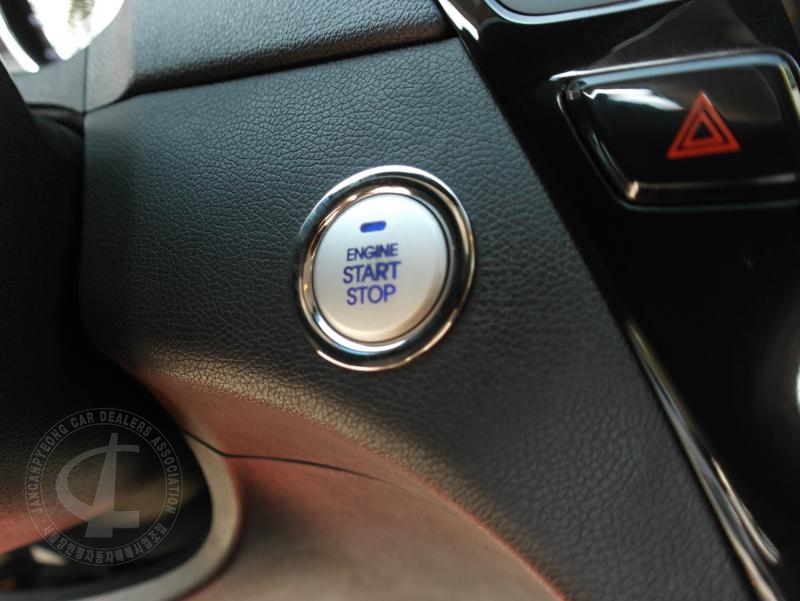 ENGINE
START
STOP
JANGANPYEONG CAR DEALERS ASSOCIATION